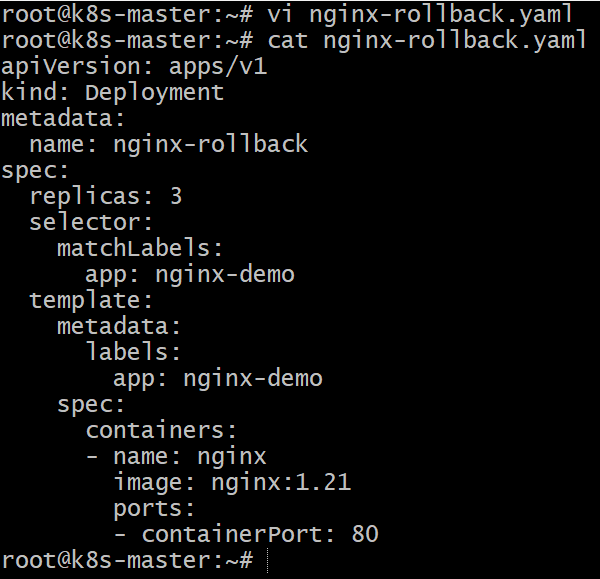 root@k8s-master:~# vi nginx-rollback.yaml
root@k8s-master:~# cat nginx-rollback.yaml
apiVersion: apps/v1
kind: Deployment
metadata:
  name: nginx-rollback
spec:
  replicas: 3
  selector:
    matchLabels:
      app: nginx-demo
  template:
    metadata:
      labels:
        app: nginx-demo
    spec:
      containers:
      - name: nginx
        image: nginx:1.21
        ports:
        - containerPort: 80
root@k8s-master:~#